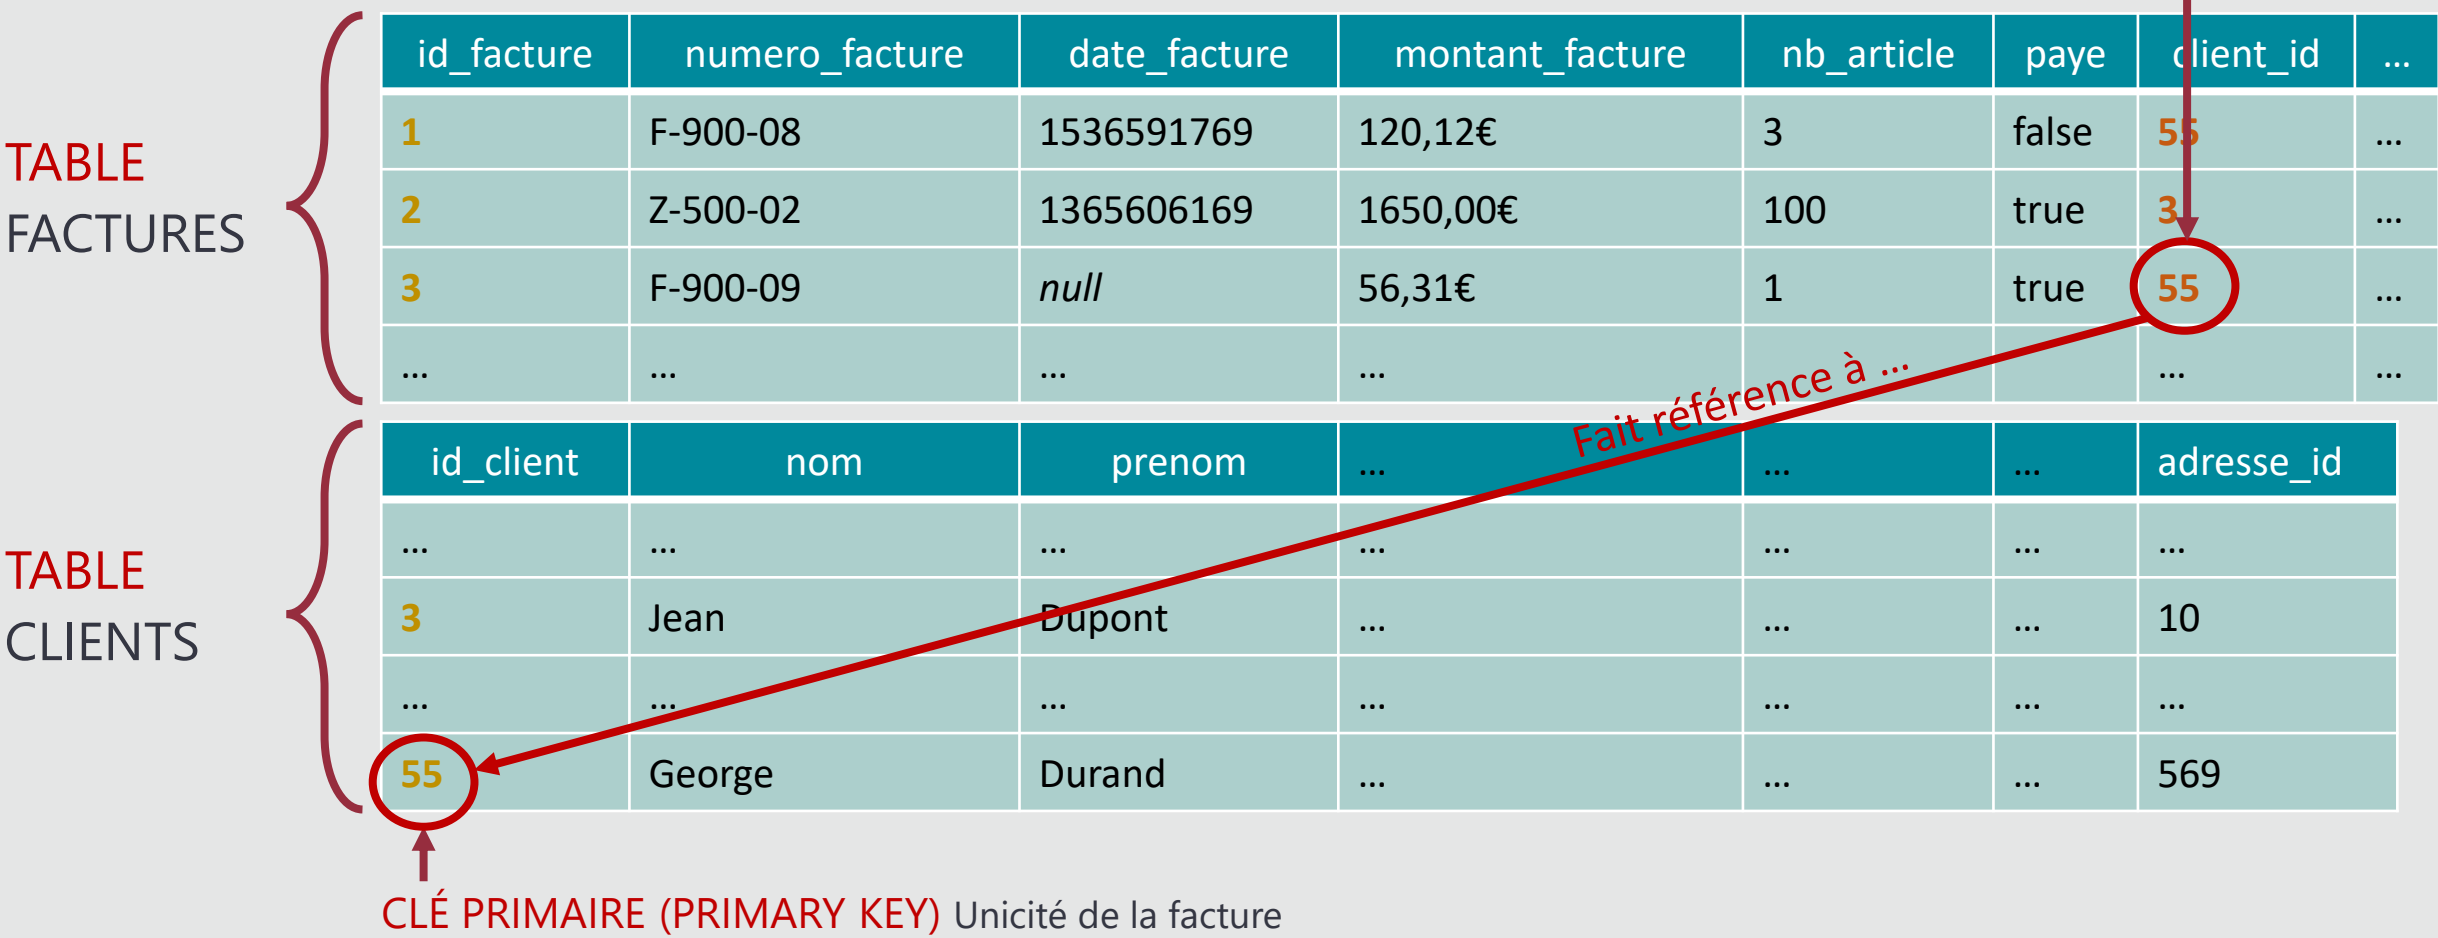 id_facture numero_facture date_facture montant_facture nb_article paye client_id ...
1 F-900-08 1536591769 120,12€ 3 false 55 ...
TABLE
2 Z-500-02 1365606169 1650,00€ 100 true 3 ...
FACTURES
3 F-900-09 null 56,31€ 1 true 55 ...
... ... ... ... ... ...
Fait référence à ...
id_client nom prenom ... ... ... adresse_id
... ... ... ... ... ... ...
TABLE
3 Jean Dupont ... ... ... 10
CLIENTS
... ... ... ... ... ... ...
55 George Durand ... ... ... 569
CLÉ PRIMAIRE (PRIMARY KEY) Unicité de la facture